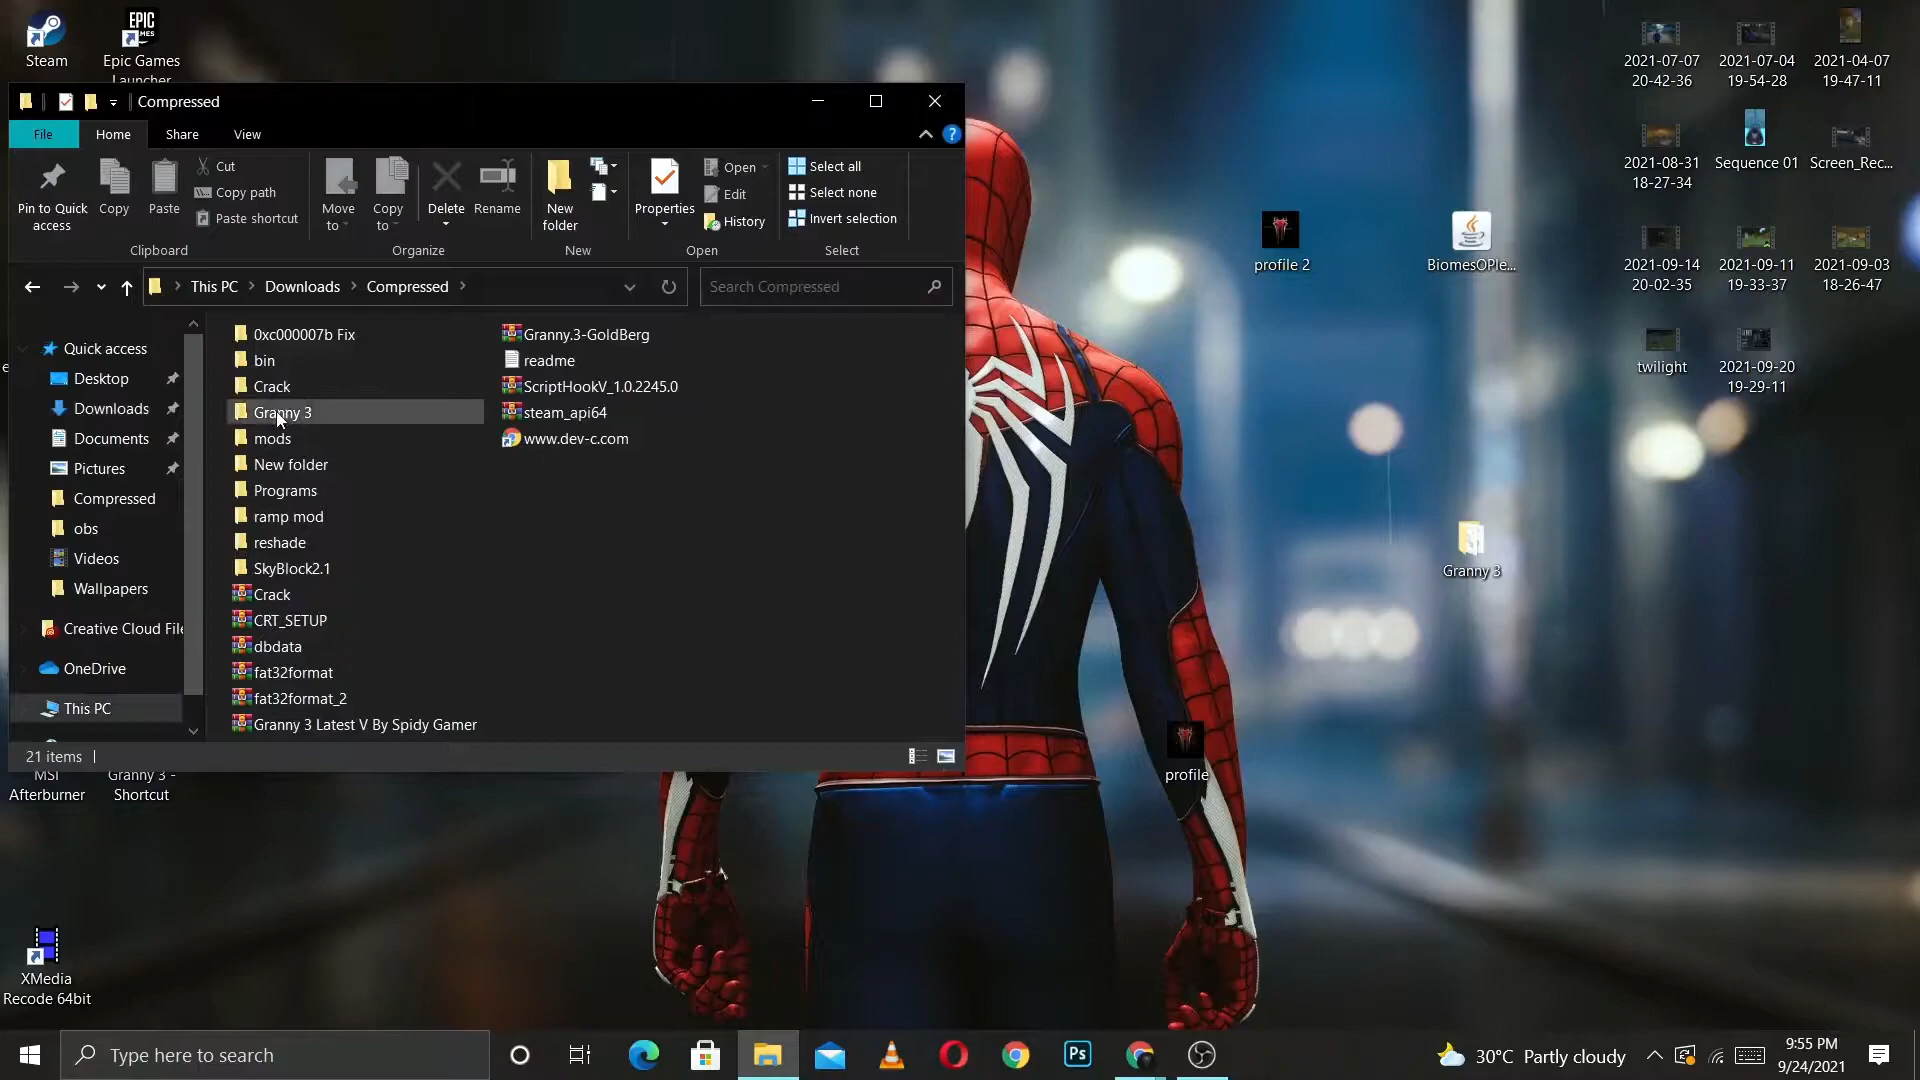 Steam
Epic Games
Launcher
EPIC
GAMES
Compressed
File
Home
Share
View
Pin to Quick
access
Copy
Paste
Cut
Copy path
Paste shortcut
Clipboard
Move
to
Copy
to
Delete
Rename
Organize
New
folder
New
Properties
Open
Edit
History
Open
Select all
Select none
Invert selection
Select
This PC
Downloads
Compressed
Search Compressed
Quick access
Desktop
Downloads
Documents
Pictures
Compressed
obs
Videos
Wallpapers
Creative Cloud File
OneDrive
This PC
0xc000007b Fix
bin
Crack
Granny 3
mods
New folder
Programs
ramp mod
reshade
SkyBlock2.1
Crack
CRT_SETUP
dbdata
fat32format
fat32format_2
Granny 3 Latest V By Spidy Gamer
Granny.3-GoldBerg
readme
ScriptHookV_1.0.2245.0
steam_api64
www.dev-c.com
21 items
MSI
Afterburner
Granny 3 -
Shortcut
XMedia
Recode 64bit
profile 2
BiomesOPle...
Granny 3
profile
2021-07-07
20-42-36
2021-07-04
19-54-28
2021-04-07
19-47-11
2021-08-31
18-27-34
Sequence 01
Screen_Rec...
2021-09-14
20-02-35
2021-09-11
19-33-37
2021-09-03
18-26-47
twilight
2021-09-20
19-29-11
Type here to search
Ps
30°C Partly cloudy
9:55 PM
9/24/2021